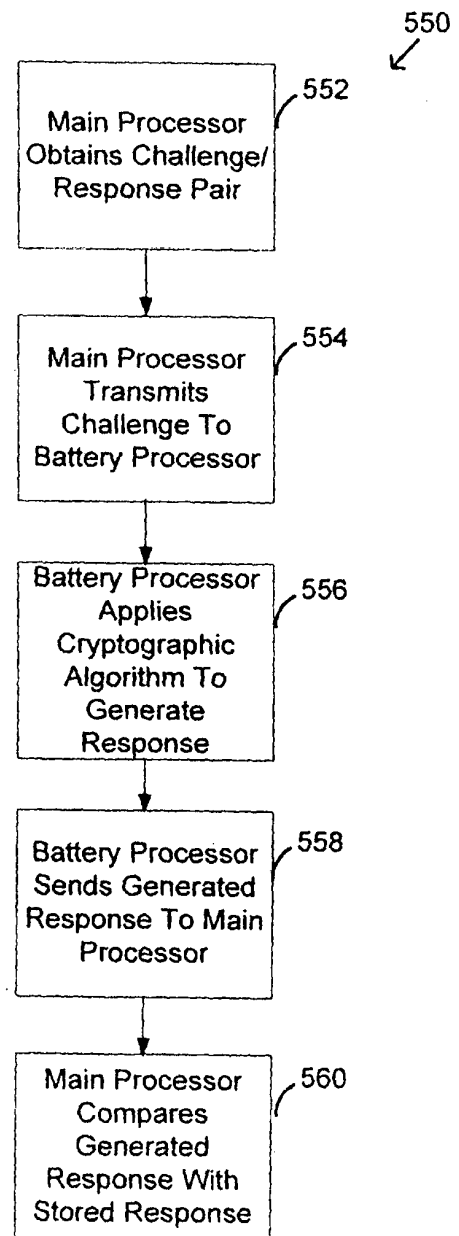 550
552
Main Processor
Obtains Challenge/
Response Pair
554
Main Processor
Transmits
Challenge To
Battery Processor
556
Battery Processor
Applies
Cryptographic
Algorithm To
Generate
Response
558
Battery Processor
Sends Generated
Response To Main
Processor
560
Main Processor
Compares
Generated
Response With
Stored Response